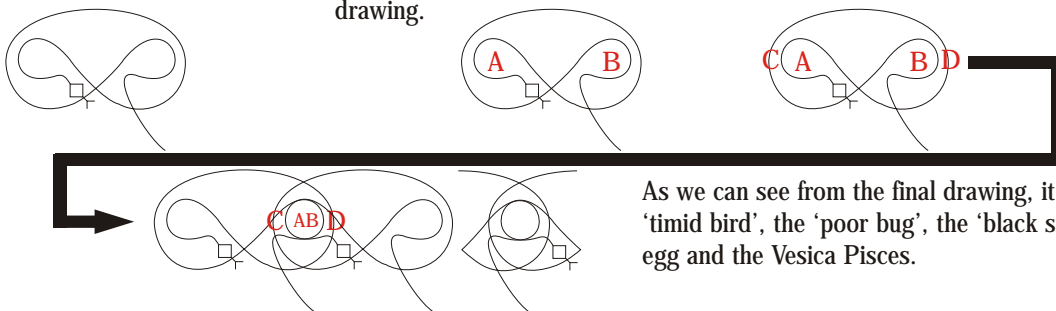 drawing.
A B
C A B D
C AB D
As we can see from the final drawing, it
‘timid bird’, the ‘poor bug’, the ‘black s
egg and the Vesica Pisces.